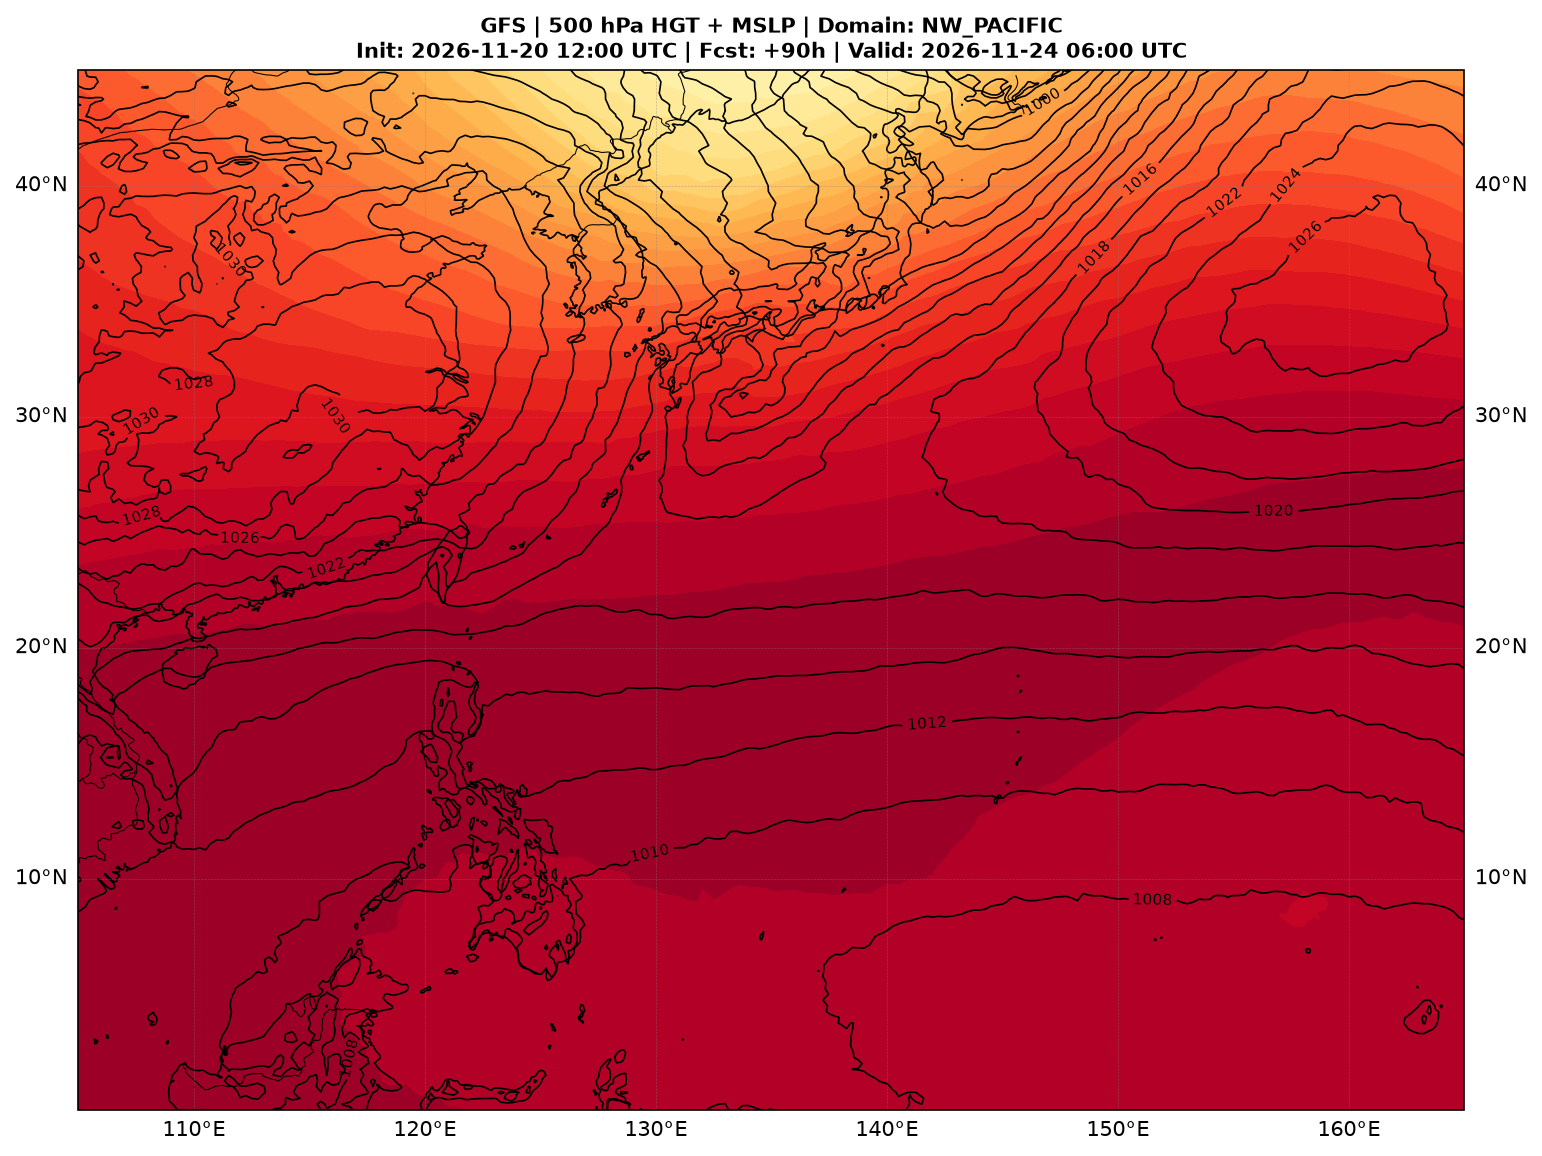 GFS | 500 hPa HGT + MSLP | Domain: NW_PACIFIC
Init: 2026-11-20 12:00 UTC | Fcst: +90h | Valid: 2026-11-24 06:00 UTC
1000
1016
1022
1024
1026
1018
1030
1028
1030
1030
1028
1026
1022
1020
1012
1010
1008
1008
40°N
30°N
20°N
10°N
40°N
30°N
20°N
10°N
110°E
120°E
130°E
140°E
150°E
160°E